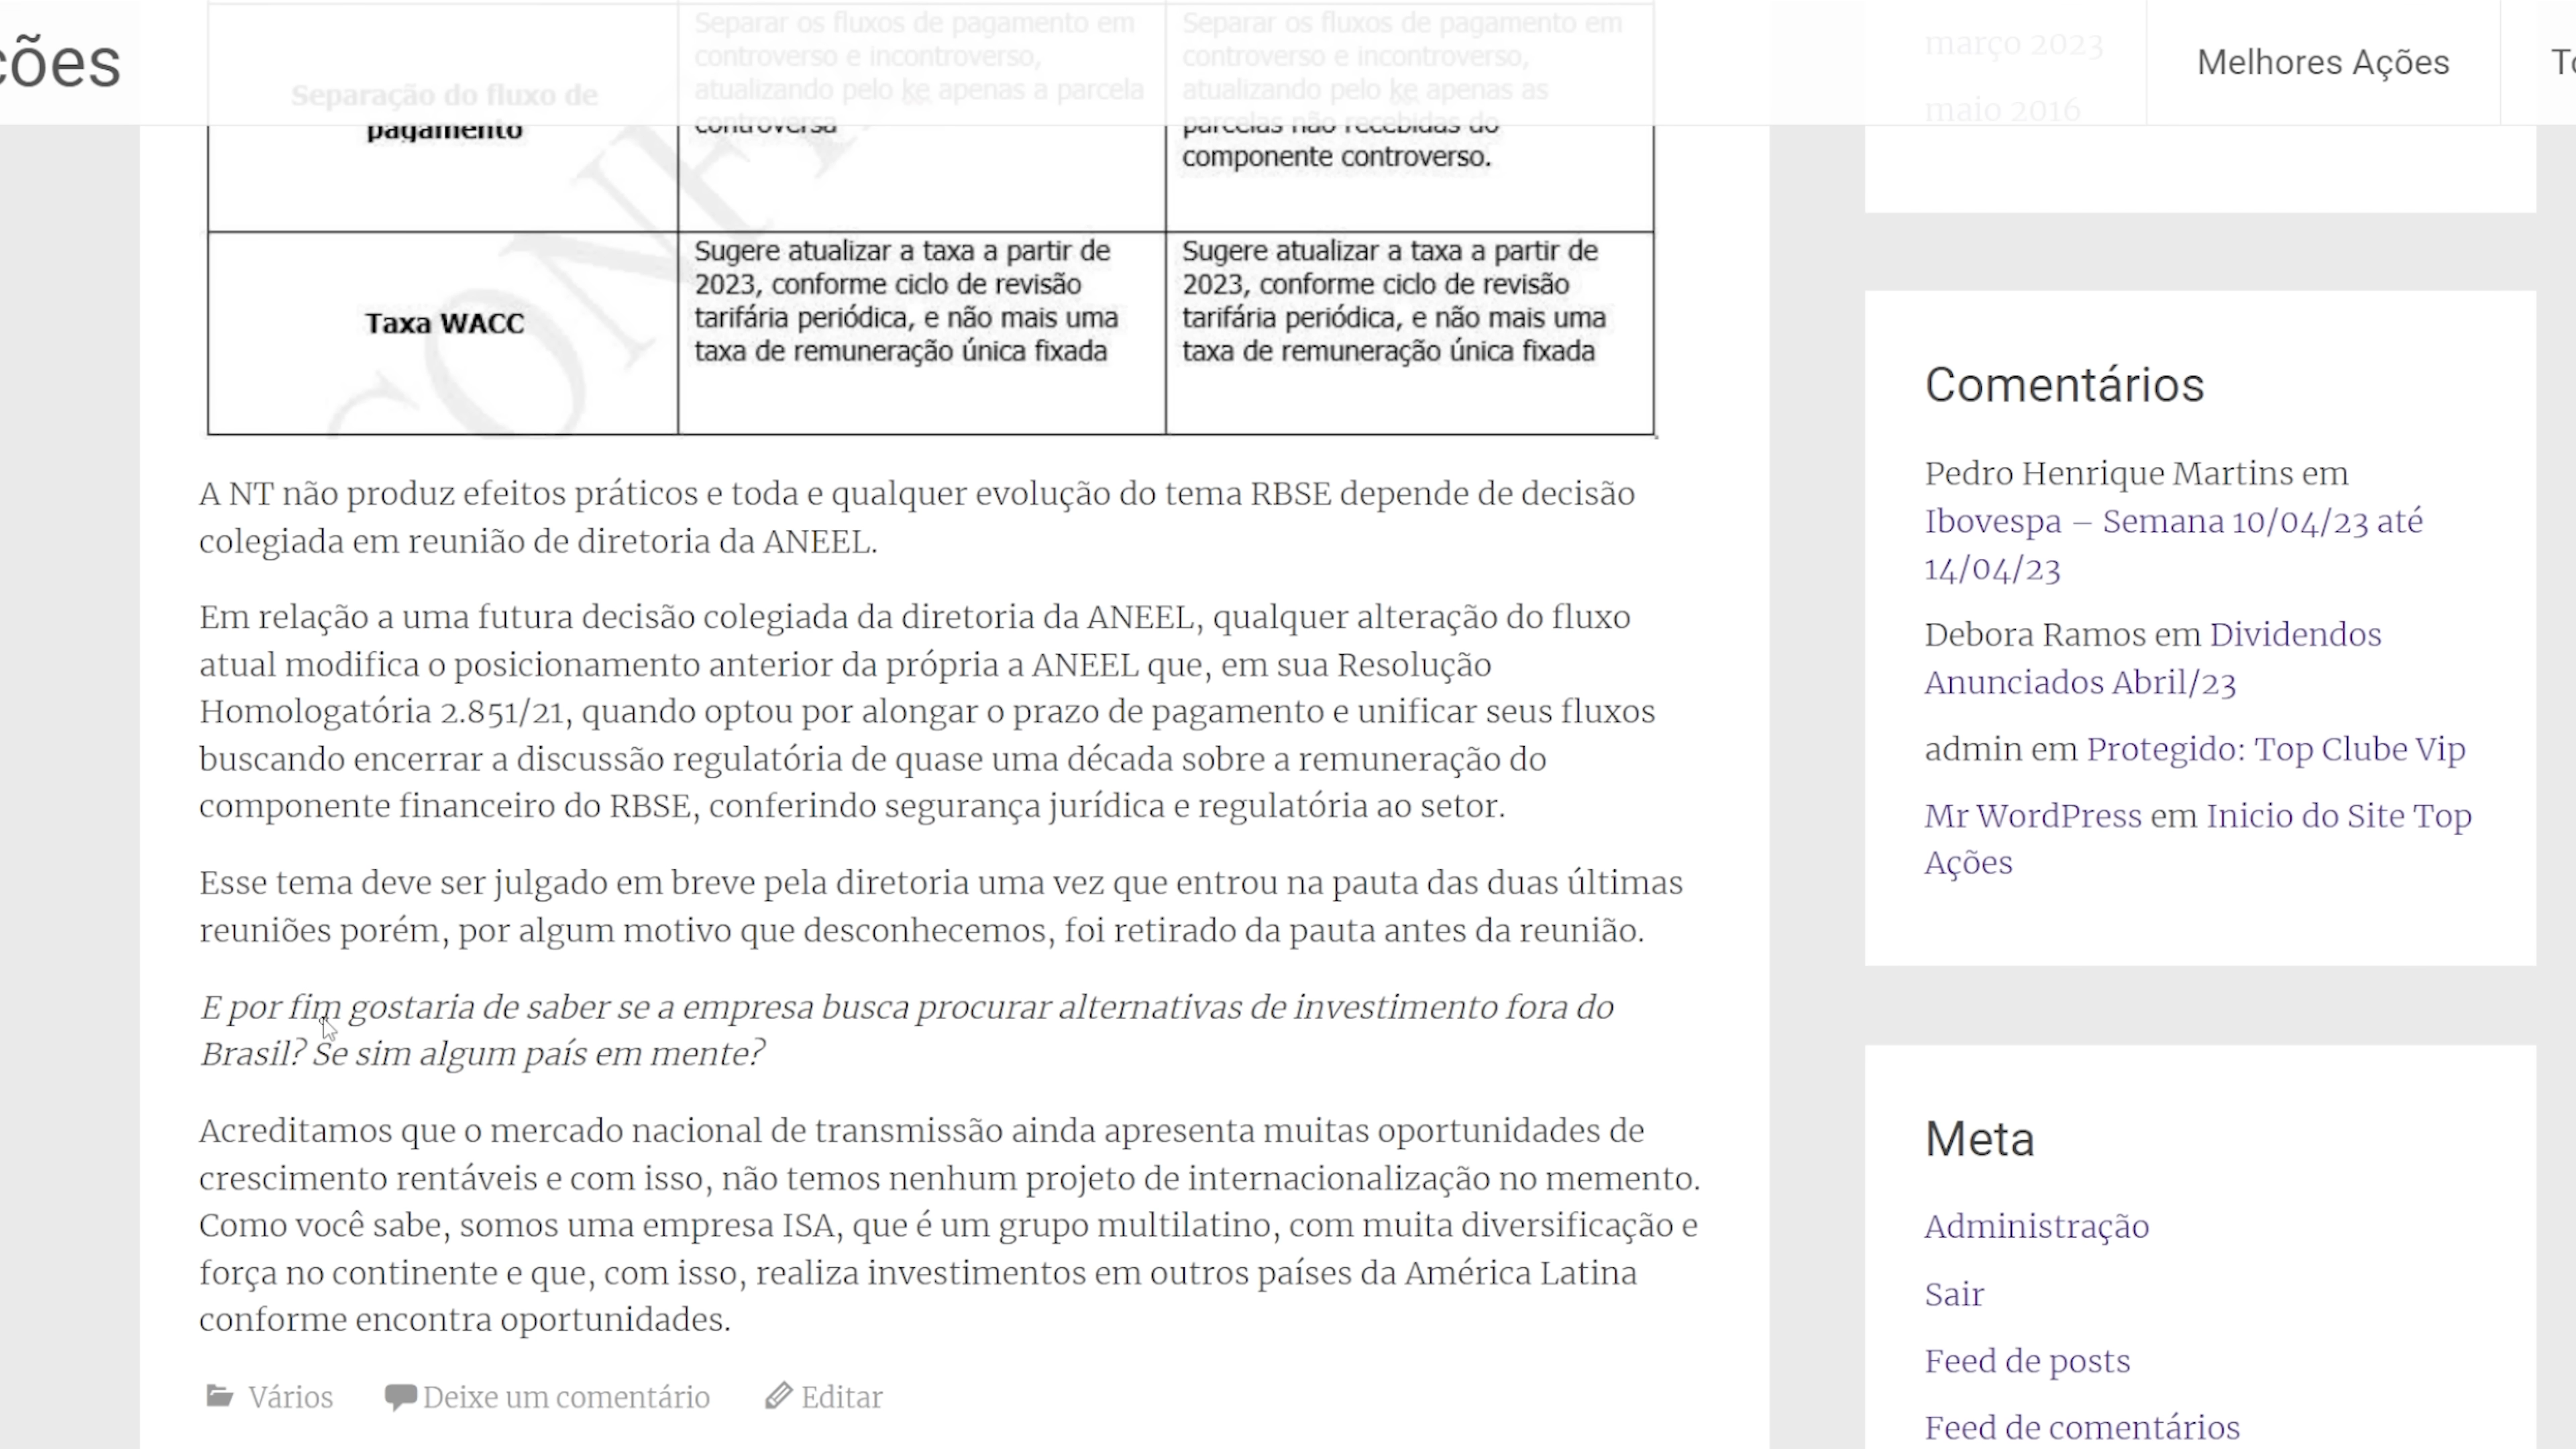 ções
Melhores Ações
Separação do fluxo de
pagamento
Separar os fluxos de pagamento em
controverso e incontroverso,
atualizando pelo ke apenas a parcela
controversa
Separar os fluxos de pagamento em
controverso e incontroverso,
atualizando pelo ke apenas as
parcelas não recebidas do
componente controverso.
Taxa WACC
Sugere atualizar a taxa a partir de
2023, conforme ciclo de revisão
tarifária periódica, e não mais uma
taxa de remuneração única fixada
Sugere atualizar a taxa a partir de
2023, conforme ciclo de revisão
tarifária periódica, e não mais uma
taxa de remuneração única fixada
A NT não produz efeitos práticos e toda e qualquer evolução do tema RBSE depende de decisão
colegiada em reunião de diretoria da ANEEL.
Em relação a uma futura decisão colegiada da diretoria da ANEEL, qualquer alteração do fluxo
atual modifica o posicionamento anterior da própria a ANEEL que, em sua Resolução
Homologatória 2.851/21, quando optou por alongar o prazo de pagamento e unificar seus fluxos
buscando encerrar a discussão regulatória de quase uma década sobre a remuneração do
componente financeiro do RBSE, conferindo segurança jurídica e regulatória ao setor.
Esse tema deve ser julgado em breve pela diretoria uma vez que entrou na pauta das duas últimas
reuniões porém, por algum motivo que desconhecemos, foi retirado da pauta antes da reunião.
E por fim gostaria de saber se a empresa busca procurar alternativas de investimento fora do
Brasil? Se sim algum país em mente?
Acreditamos que o mercado nacional de transmissão ainda apresenta muitas oportunidades de
crescimento rentáveis e com isso, não temos nenhum projeto de internacionalização no memento.
Como você sabe, somos uma empresa ISA, que é um grupo multilatino, com muita diversificação e
força no continente e que, com isso, realiza investimentos em outros países da América Latina
conforme encontra oportunidades.
Vários
Deixe um comentário
Editar
março 2023
maio 2016
Comentários
Pedro Henrique Martins em
Ibovespa – Semana 10/04/23 até
14/04/23
Debora Ramos em Dividendos
Anunciados Abril/23
admin em Protegido: Top Clube Vip
Mr WordPress em Inicio do Site Top
Ações
Meta
Administração
Sair
Feed de posts
Feed de comentários